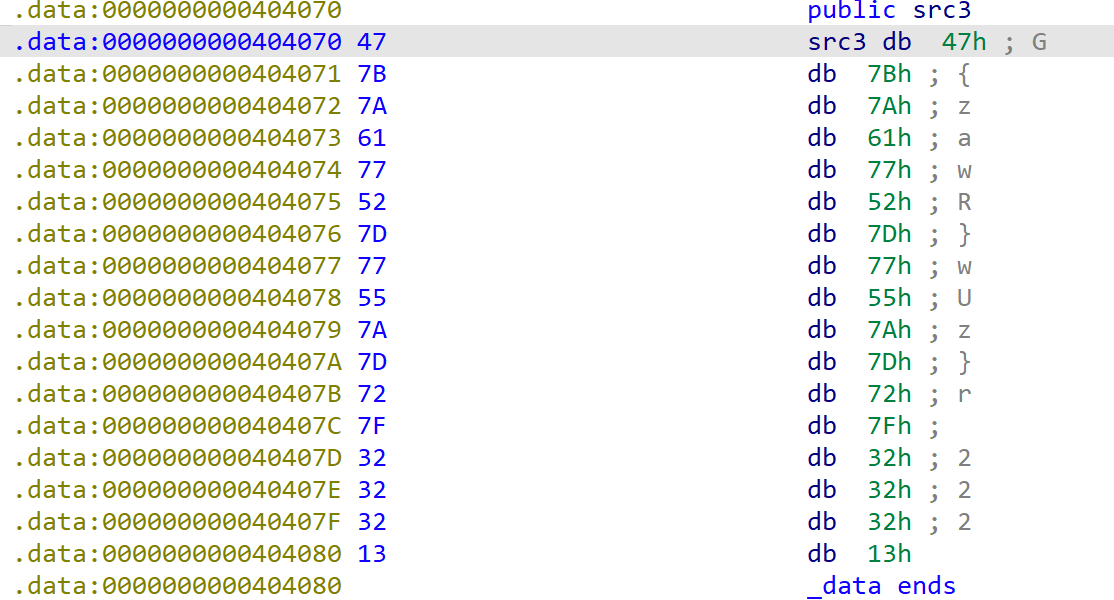 .data:0000000000404070 public src3
.data:0000000000404070 47 src3 db 47h ; G
.data:0000000000404071 7B db 7Bh ; {
.data:0000000000404072 7A db 7Ah ; z
.data:0000000000404073 61 db 61h ; a
.data:0000000000404074 77 db 77h ; w
.data:0000000000404075 52 db 52h ; R
.data:0000000000404076 7D db 7Dh ; }
.data:0000000000404077 77 db 77h ; w
.data:0000000000404078 55 db 55h ; U
.data:0000000000404079 7A db 7Ah ; z
.data:000000000040407A 7D db 7Dh ; }
.data:000000000040407B 72 db 72h ; r
.data:000000000040407C 7F db 7Fh ;
.data:000000000040407D 32 db 32h ; 2
.data:000000000040407E 32 db 32h ; 2
.data:000000000040407F 32 db 32h ; 2
.data:0000000000404080 13 db 13h
.data:0000000000404080 _data ends